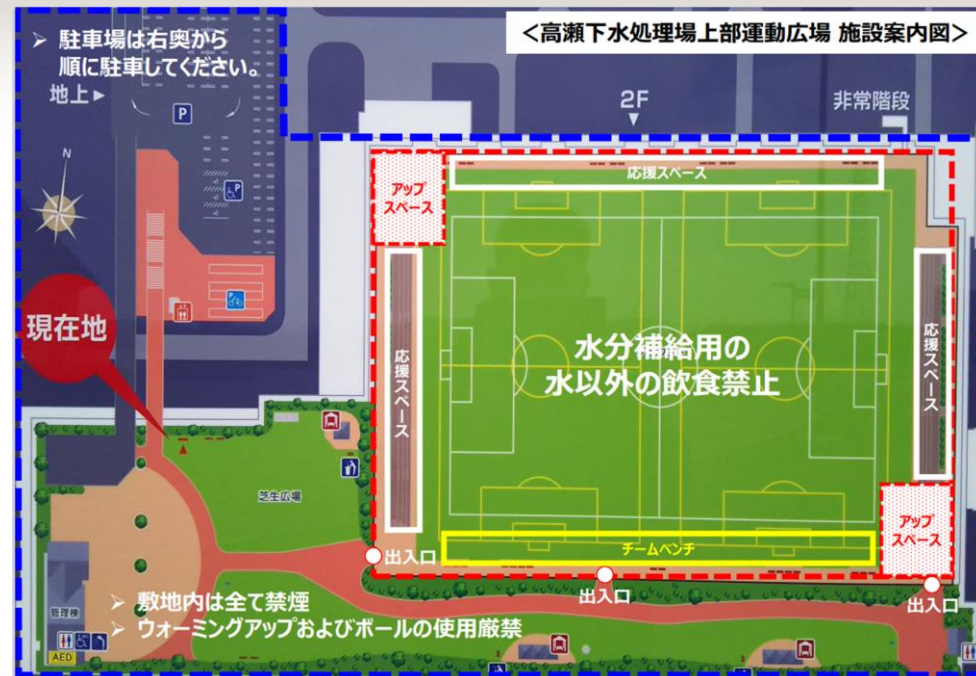 <高瀬下水処理場上部運動広場 施設案内図>
➢ 駐車場は右奥から
順に駐車してください。
地上▶
P
2F
▼
非常階段
N
P
アップ
スペース
応援スペース
現在地
P
応援スペース
水分補給用の
水以外の飲食禁止
応援スペース
芝生広場
アップ
スペース
チームベンチ
出入口
出入口
出入口
➢ 敷地内は全て禁煙
➢ ウォーミングアップおよびボールの使用厳禁
管理棟
AED